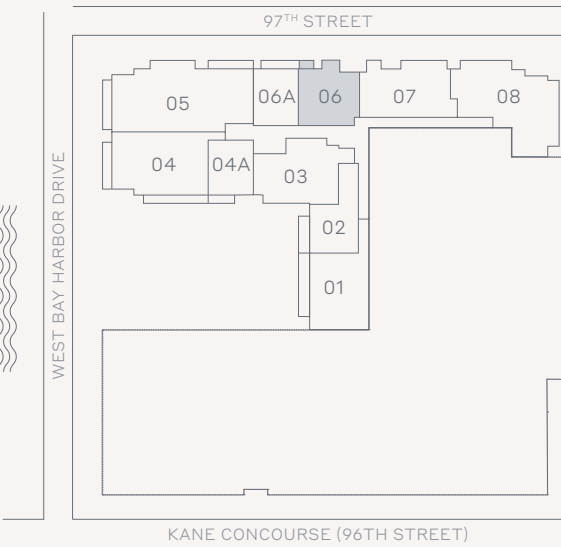 97TH STREET
05
06A
06
07
08
04
04A
03
02
01
WEST BAY HARBOR DRIVE
KANE CONCOURSE (96TH STREET)